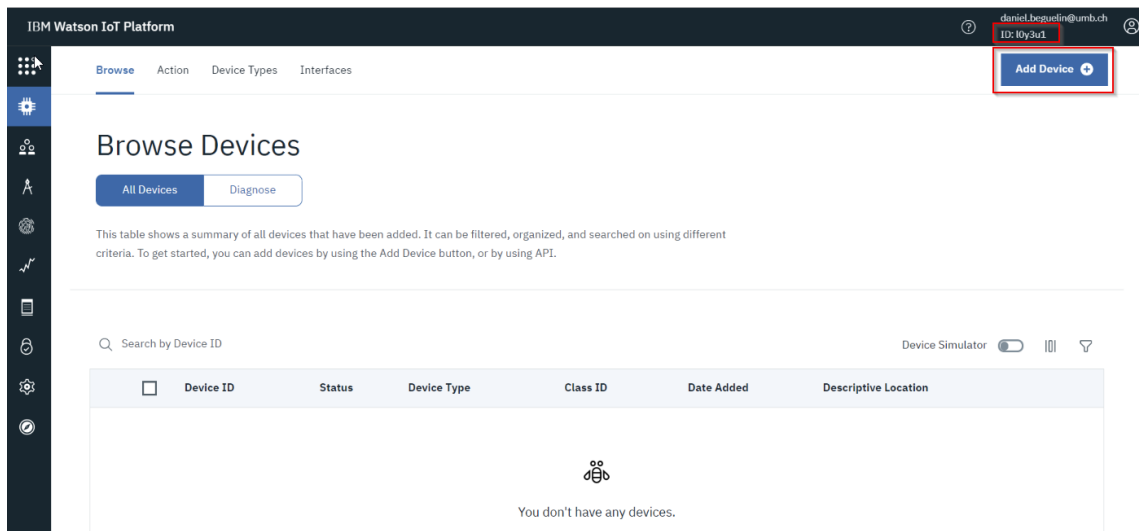 IBM Watson IoT Platform
daniel.beguelin@umb.ch
ID: l0y3u1
Browse Action Device Types Interfaces
Add Device
Browse Devices
All Devices Diagnose
This table shows a summary of all devices that have been added. It can be filtered, organized, and searched on using different
criteria. To get started, you can add devices by using the Add Device button, or by using API.
Search by Device ID
Device Simulator
Device ID Status Device Type Class ID Date Added Descriptive Location
You don't have any devices.